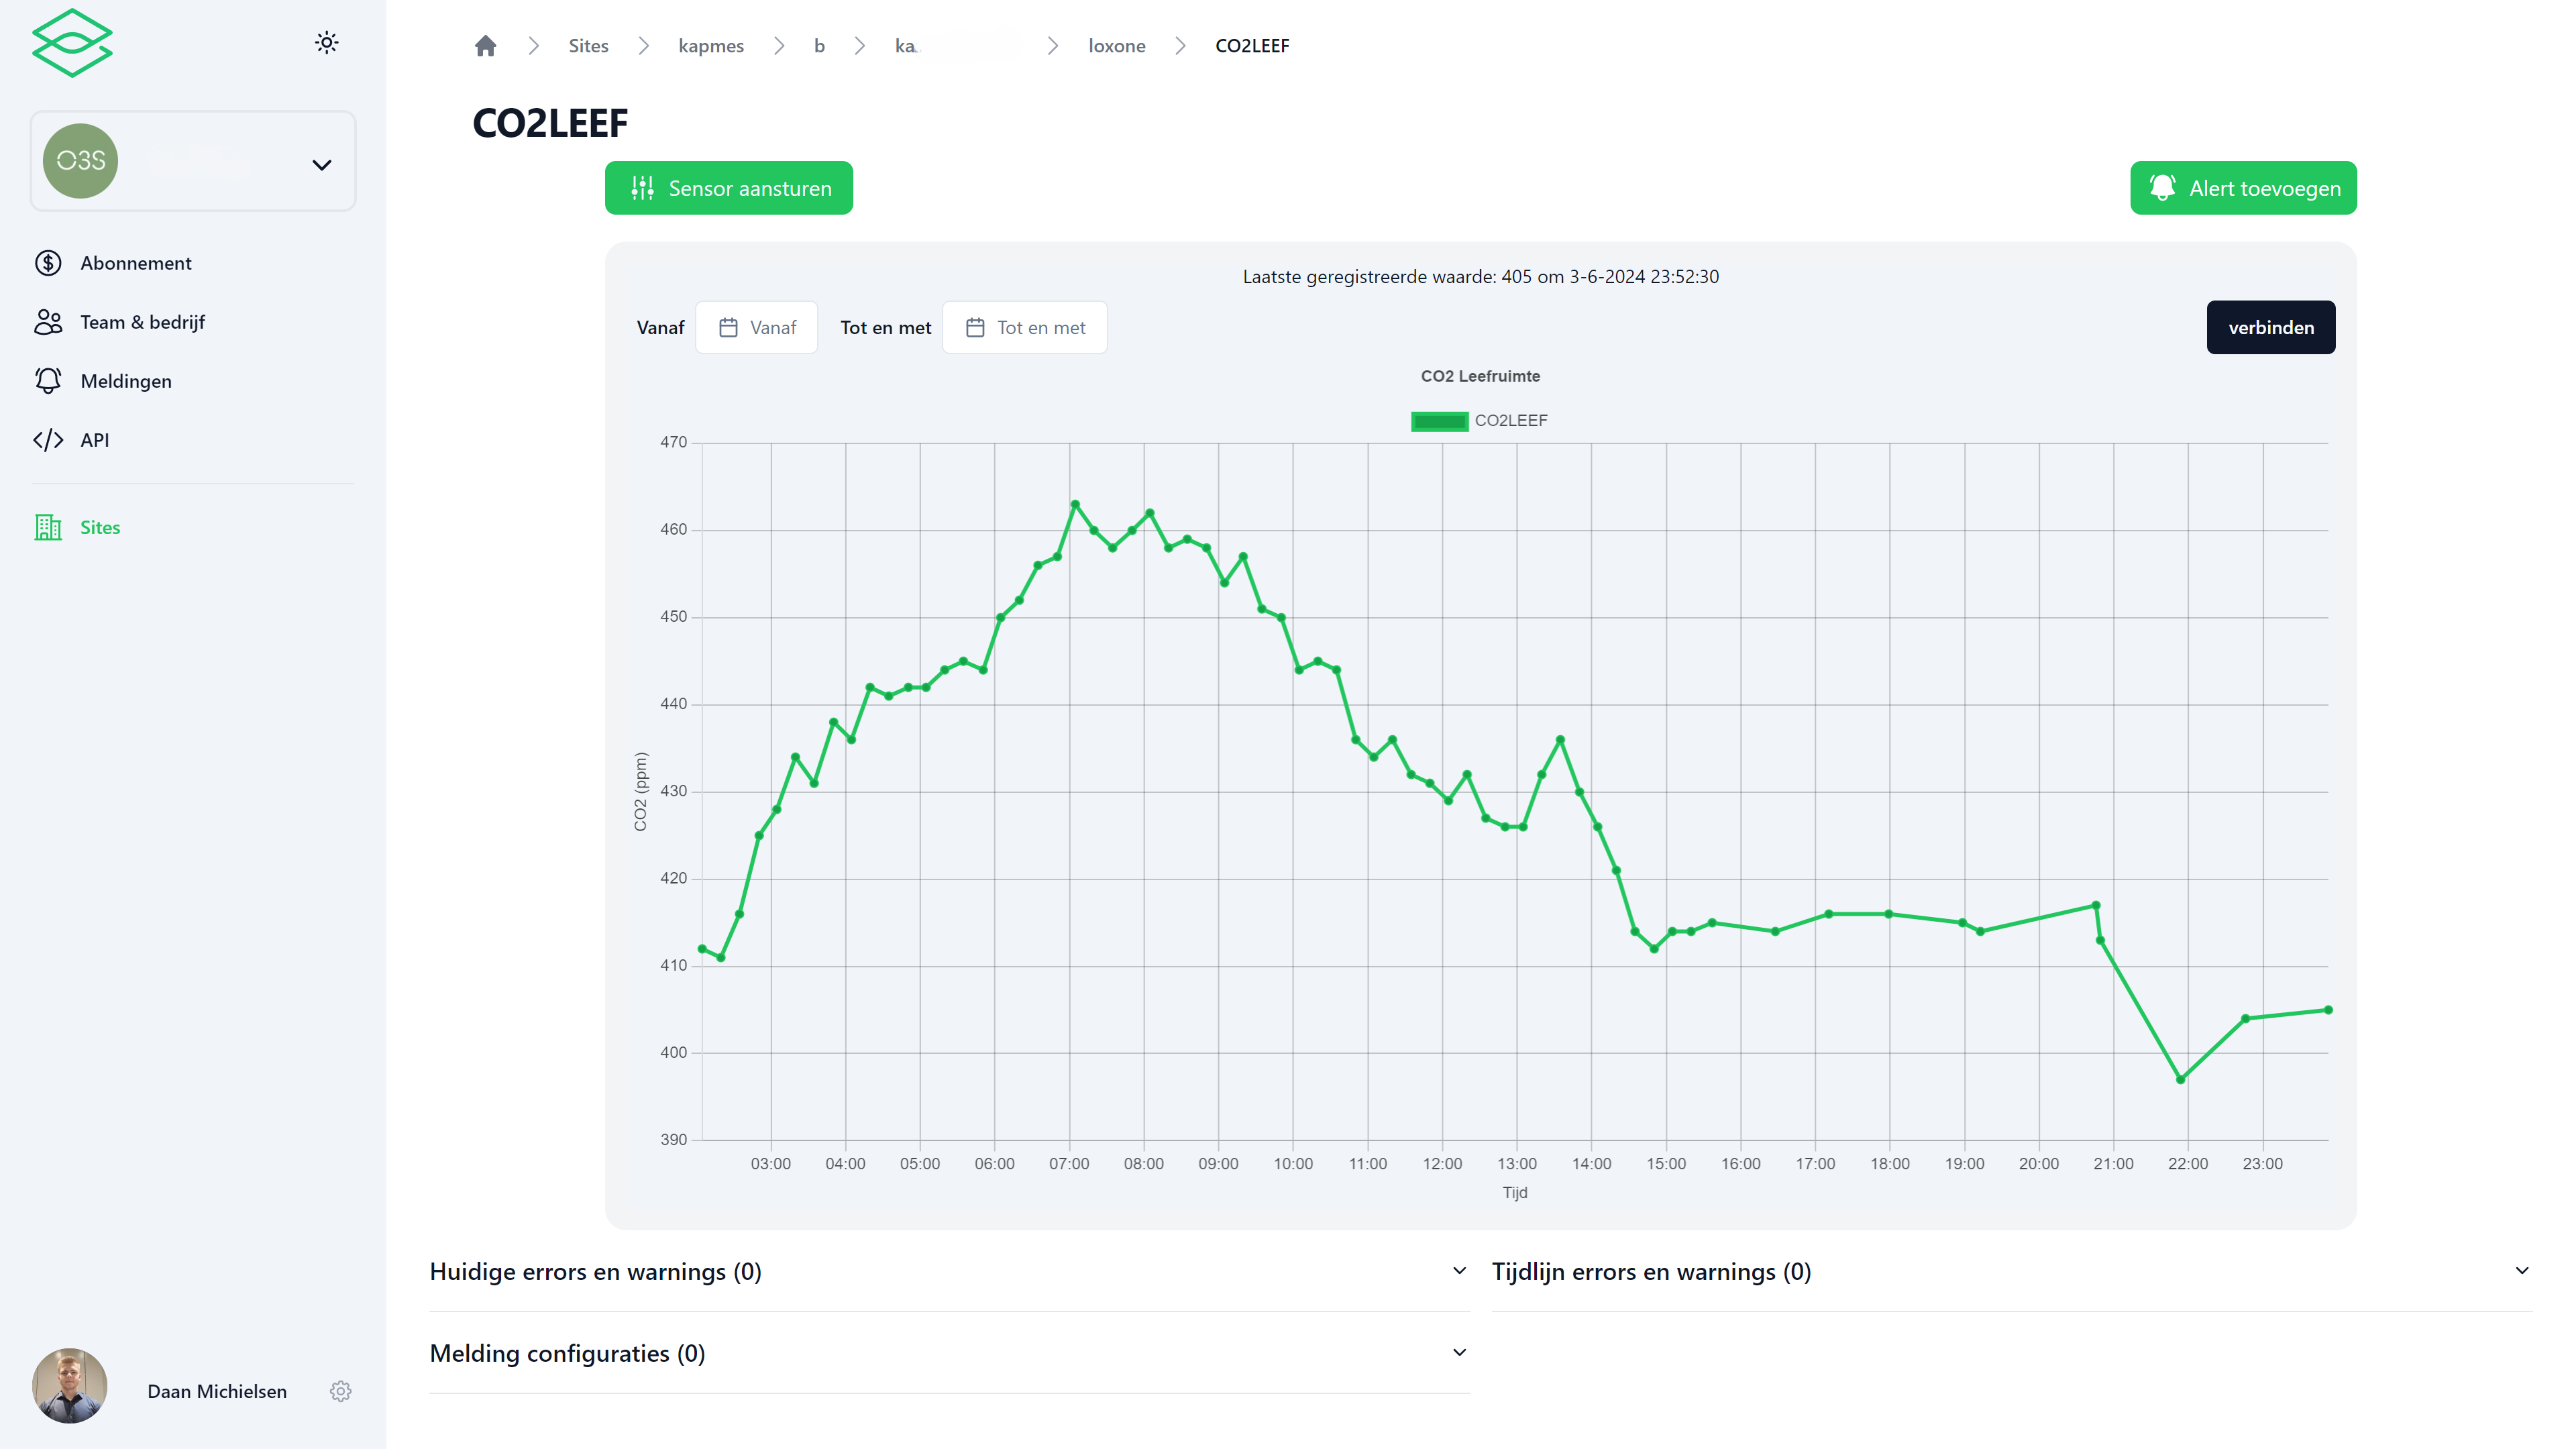 Sites kapmes b ka loxone CO2LEEF
CO2LEEF
O3S
Sensor aansturen
Alert toevoegen
Abonnement
Team & bedrijf
Meldingen
API
Sites
Laatste geregistreerde waarde: 405 om 3-6-2024 23:52:30
Vanaf Vanaf Tot en met Tot en met verbinden
CO2 Leefruimte
CO2LEEF
470
460
450
440
430
420
410
400
390
CO2 (ppm)
03:00 04:00 05:00 06:00 07:00 08:00 09:00 10:00 11:00 12:00 13:00 14:00 15:00 16:00 17:00 18:00 19:00 20:00 21:00 22:00 23:00
Tijd
Huidige errors en warnings (0)
Tijdlijn errors en warnings (0)
Melding configuraties (0)
Daan Michielsen